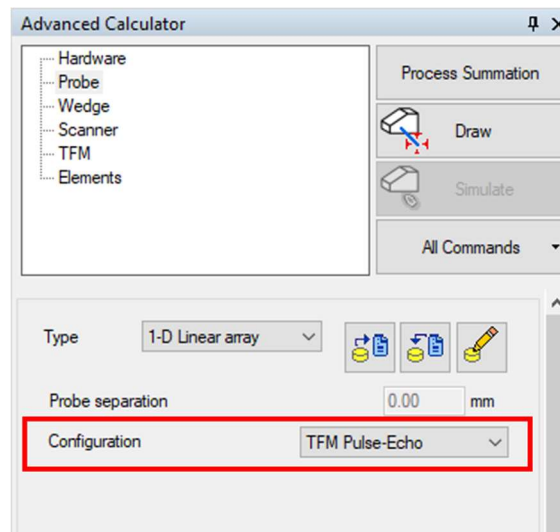 Advanced Calculator
Hardware
Probe
Wedge
Scanner
TFM
Elements
Process Summation
Draw
Simulate
All Commands
Type 1-D Linear array
Probe separation 0.00 mm
Configuration TFM Pulse-Echo